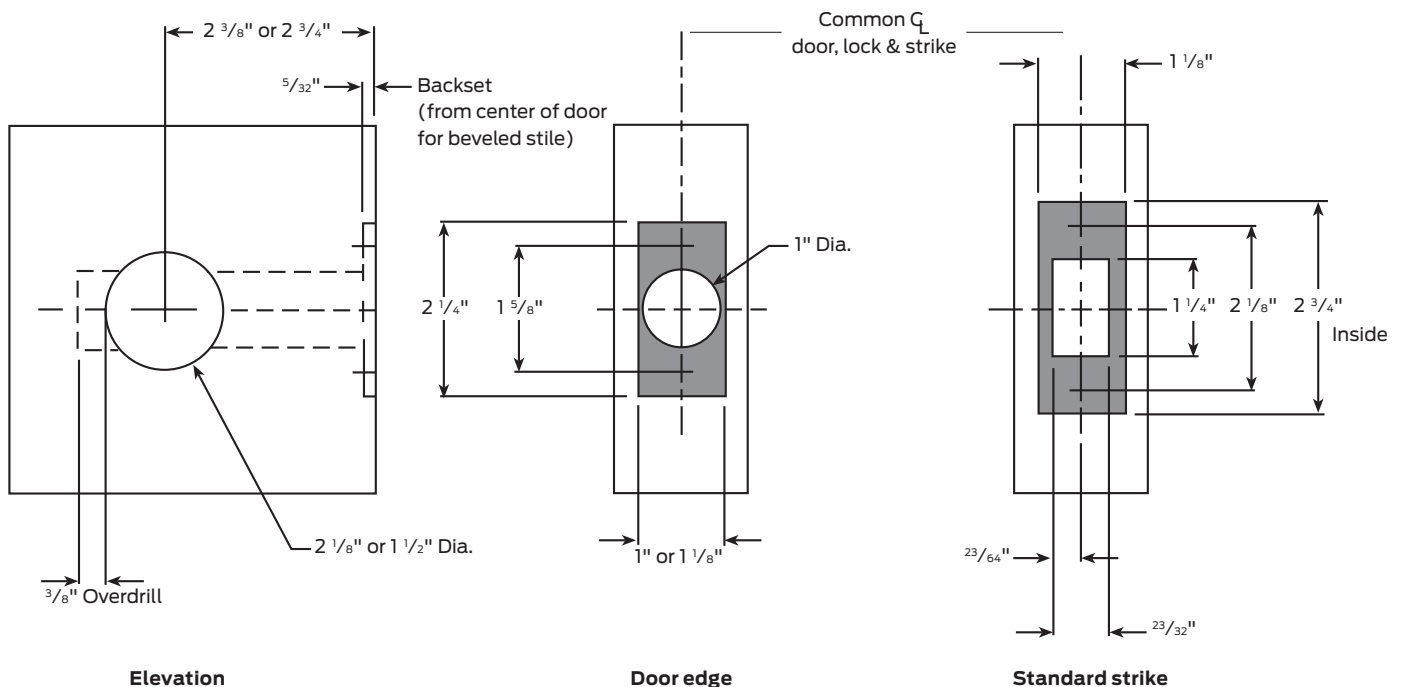 2 3/8" or 2 3/4"
5/32"
Backset
(from center of door
for beveled stile)
2 1/8" or 1 1/2" Dia.
3/8" Overdrill
Elevation
Common CL
door, lock & strike
2 1/4"
1 5/8"
1" Dia.
1" or 1 1/8"
Door edge
1 1/8"
1 1/4"
2 1/8"
2 3/4"
Inside
23/64"
23/32"
Standard strike